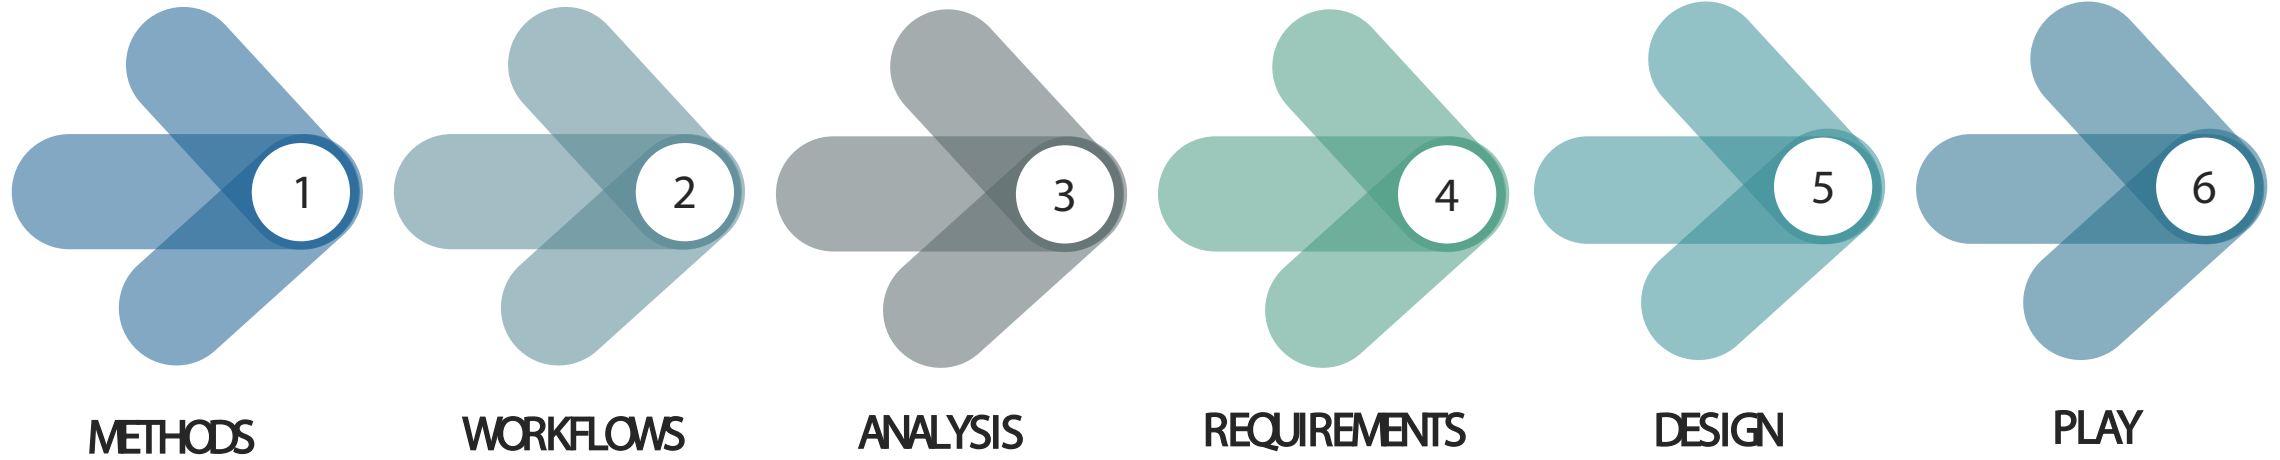 1
2
3
4
5
6
METHODS
WORKFLOWS
ANALYSIS
REQUIREMENTS
DESIGN
PLAY